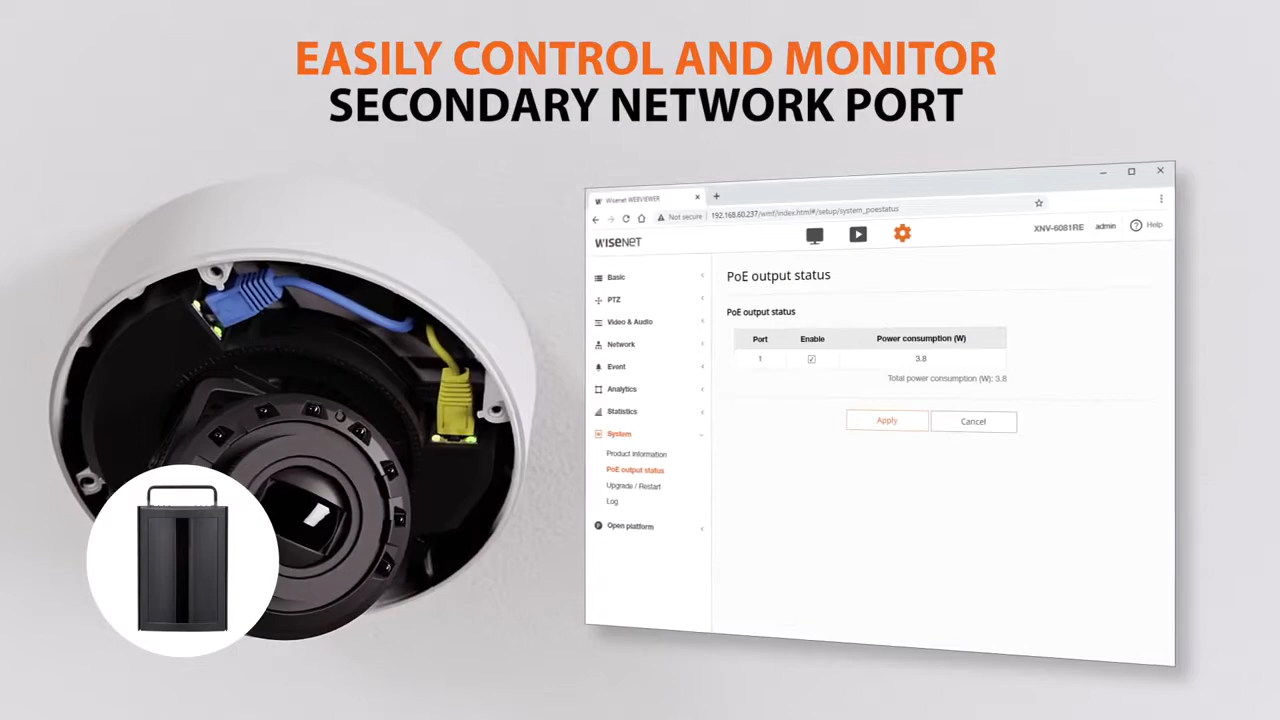 EASILY CONTROL AND MONITOR
SECONDARY NETWORK PORT
Wisenet WEBVIEWER
Not secure | 192.168.60.237/wmf/index.html#/setup/system_poestatus
WISENET
XNV-6081RE admin ? Help
Basic
PTZ
Video & Audio
Network
Event
Analytics
Statistics
System
Product Information
PoE output status
Upgrade / Restart
Log
Open platform
PoE output status
PoE output status
Port Enable Power consumption (W)
1 3.8
Total power consumption (W): 3.8
Apply Cancel